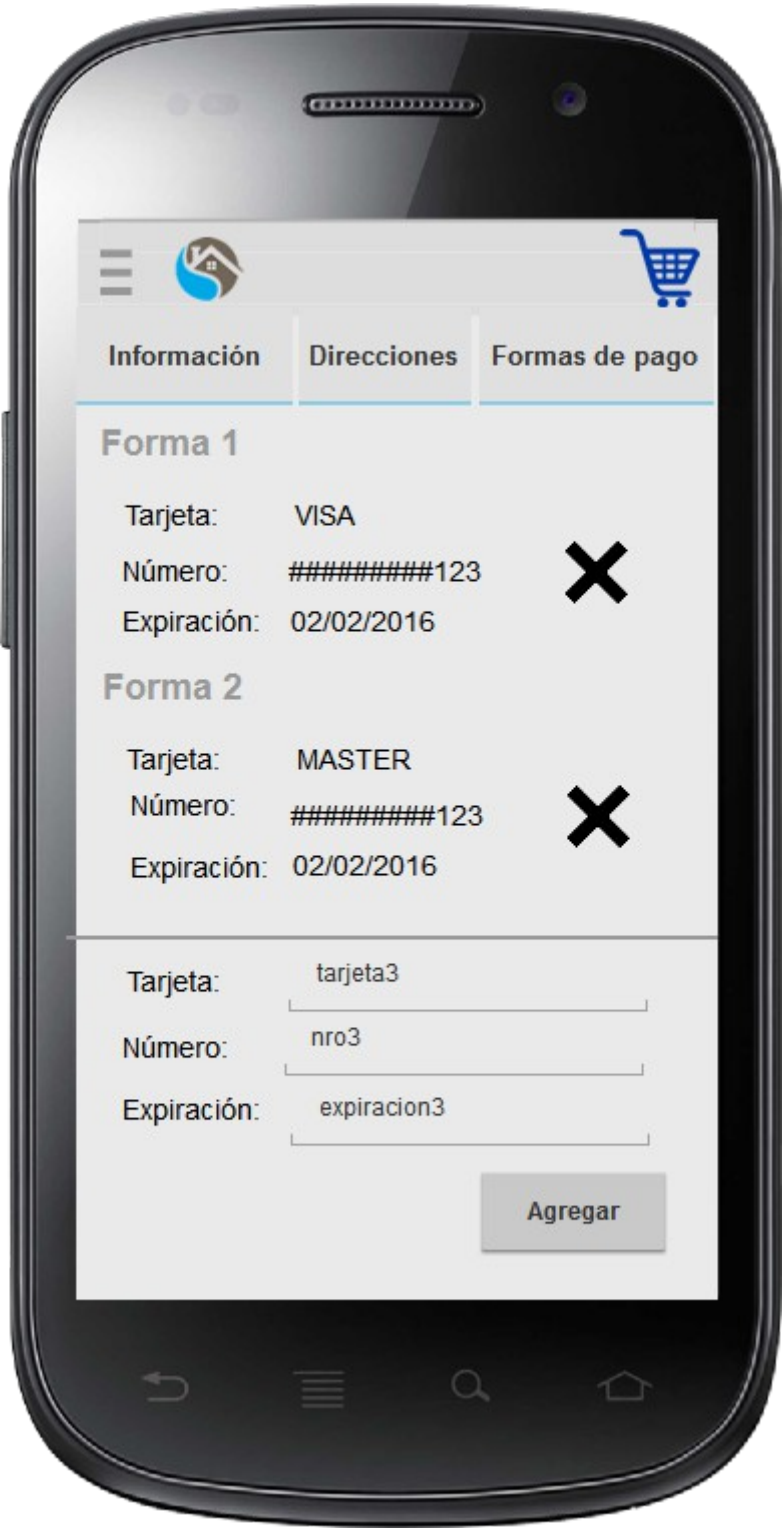 Información Direcciones Formas de pago
Forma 1
Tarjeta: VISA
Número: #########123
Expiración: 02/02/2016
Forma 2
Tarjeta: MASTER
Número: #########123
Expiración: 02/02/2016
Tarjeta: tarjeta3
Número: nro3
Expiración: expiracion3
Agregar